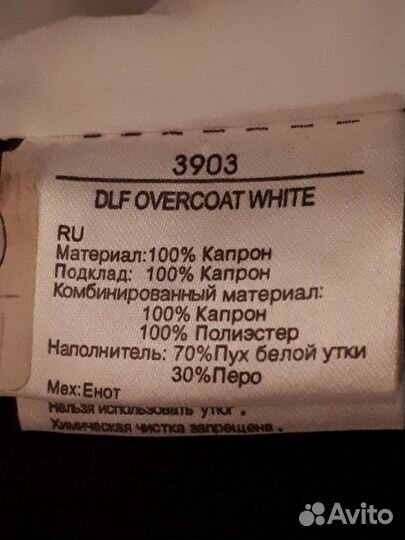 3903
DLF OVERCOAT WHITE
RU
Материал:100% Капрон
Подклад: 100% Капрон
Комбинированный материал:
100% Капрон
100% Полиэстер
Наполнитель: 70%Пух белой утки
30%Перо
Мех:Енот
Нельзя использовать утюг .
Химическая чистка запрещена .
Avito